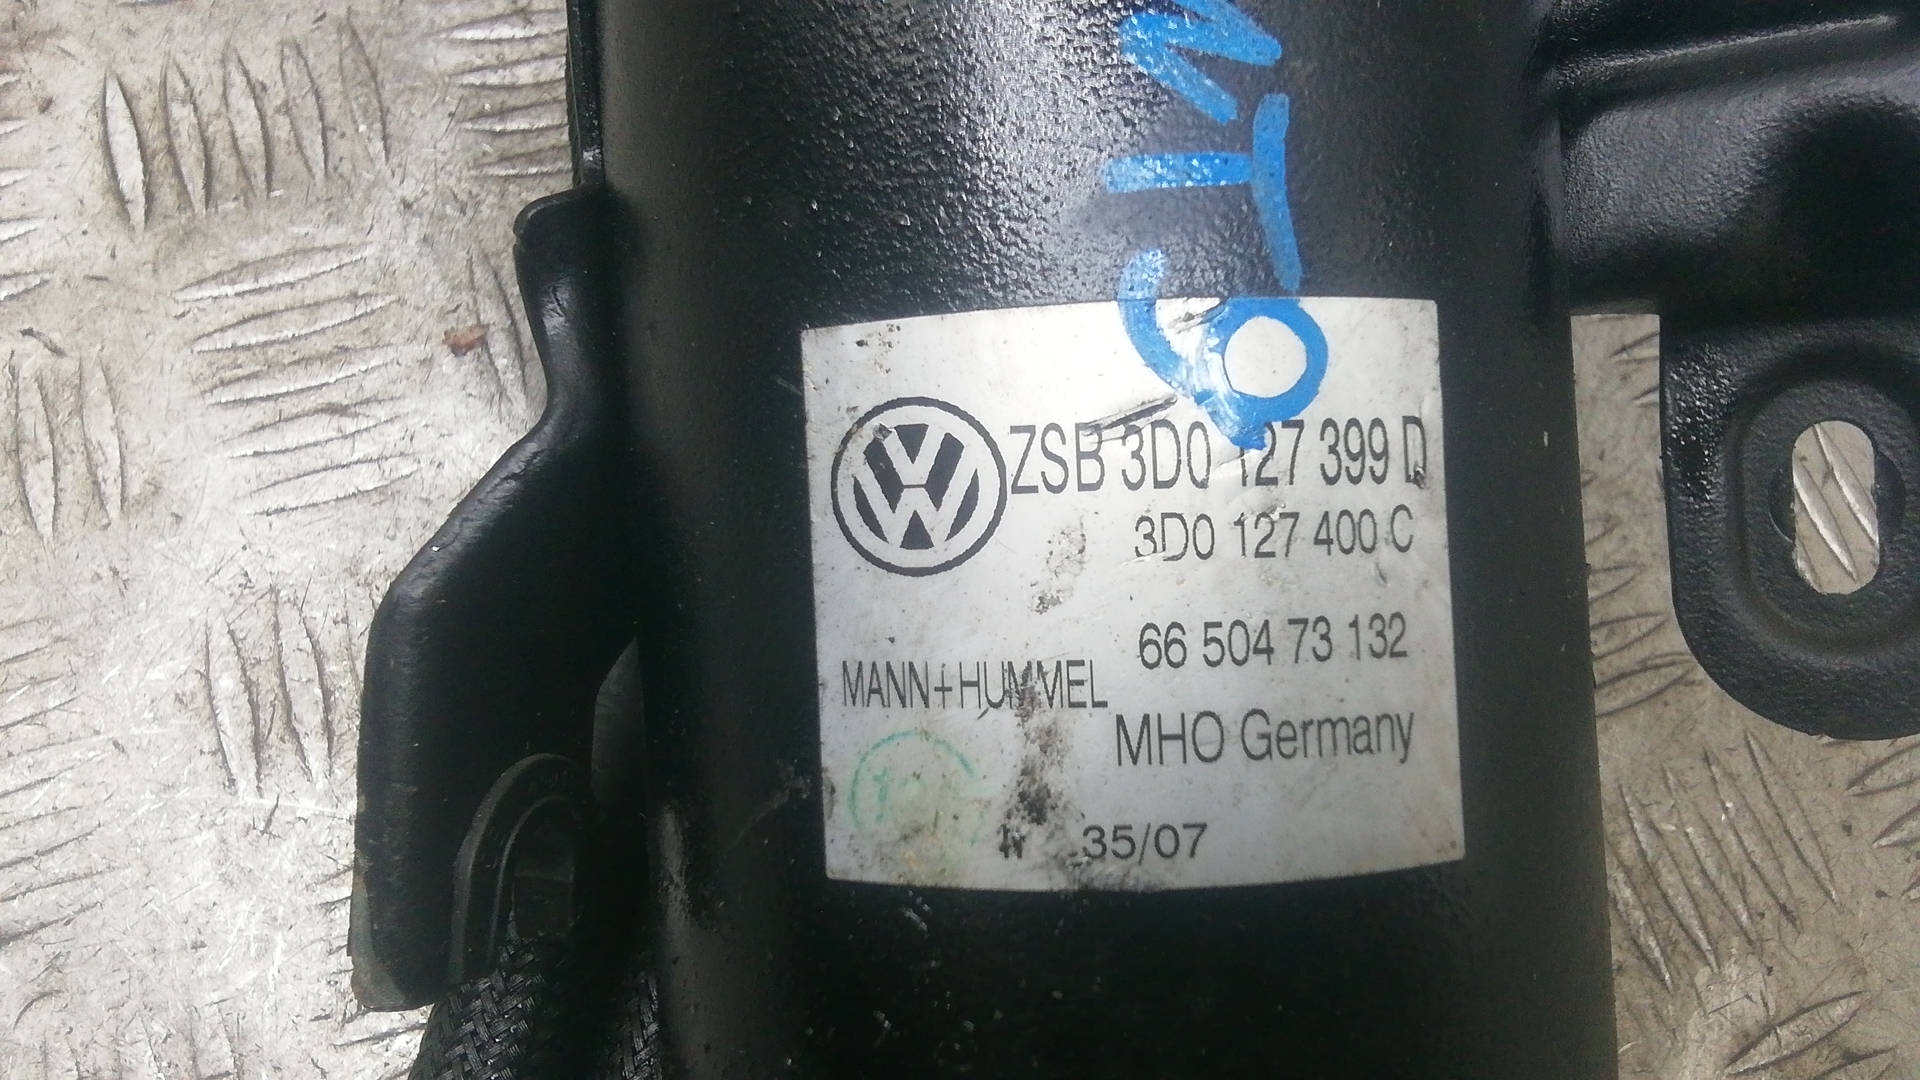 ZSB 3D0 127 399 D
3D0 127 400 C
66 504 73 132
MANN+HUMMEL
MHO Germany
35/07